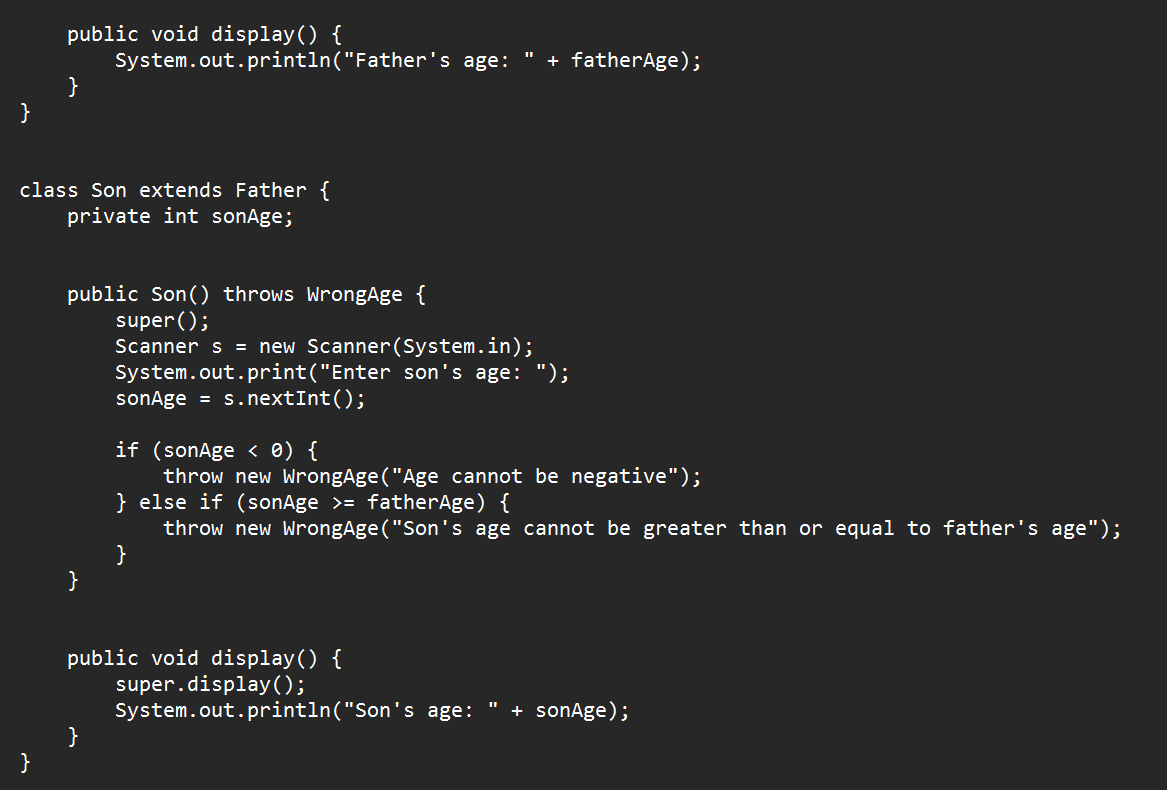 public void display() {
        System.out.println("Father's age: " + fatherAge);
    }
}
class Son extends Father {
    private int sonAge;
    public Son() throws WrongAge {
        super();
        Scanner s = new Scanner(System.in);
        System.out.print("Enter son's age: ");
        sonAge = s.nextInt();
        if (sonAge < 0) {
            throw new WrongAge("Age cannot be negative");
        } else if (sonAge >= fatherAge) {
            throw new WrongAge("Son's age cannot be greater than or equal to father's age");
        }
    }
    public void display() {
        super.display();
        System.out.println("Son's age: " + sonAge);
    }
}